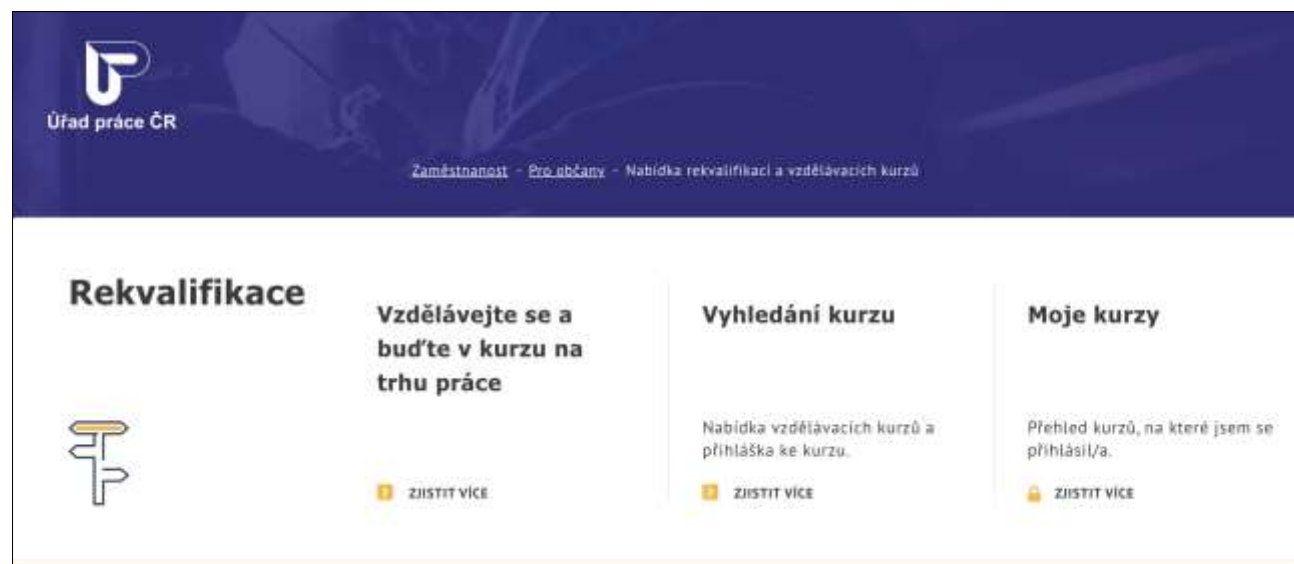 Úřad práce ČR
Zaměstnanost - Pro občany - Nabídka rekvalifikací a vzdělávacích kurzů
Rekvalifikace
Vzdělávejte se a
buďte v kurzu na
trhu práce
ZJISTIT VÍCE
Vyhledání kurzu
Nabídka vzdělávacích kurzů a
přihláška ke kurzu.
ZJISTIT VÍCE
Moje kurzy
Přehled kurzů, na které jsem se
přihlásil/a.
ZJISTIT VÍCE